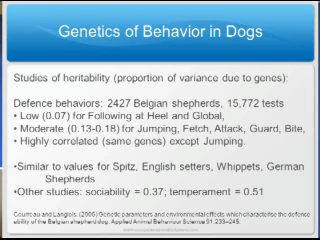 Genetics of Behavior in Dogs
Studies of heritability (proportion of variance due to genes):
Defence behaviors: 2427 Belgian shepherds, 15,772 tests
• Low (0.07) for Following at Heel and Global,
• Moderate (0.13-0.18) for Jumping, Fetch, Attack, Guard, Bite,
• Highly correlated (same genes) except Jumping.
•Similar to values for Spitz, English setters, Whippets, German
Shepherds
•Other studies: sociability = 0.37; temperament = 0.51
Courreau and Langlois. (2005) Genetic parameters and environmental effects which characterise the defence
ability of the Belgian shepherd dog. Applied Animal Behaviour Science 91:233–245.